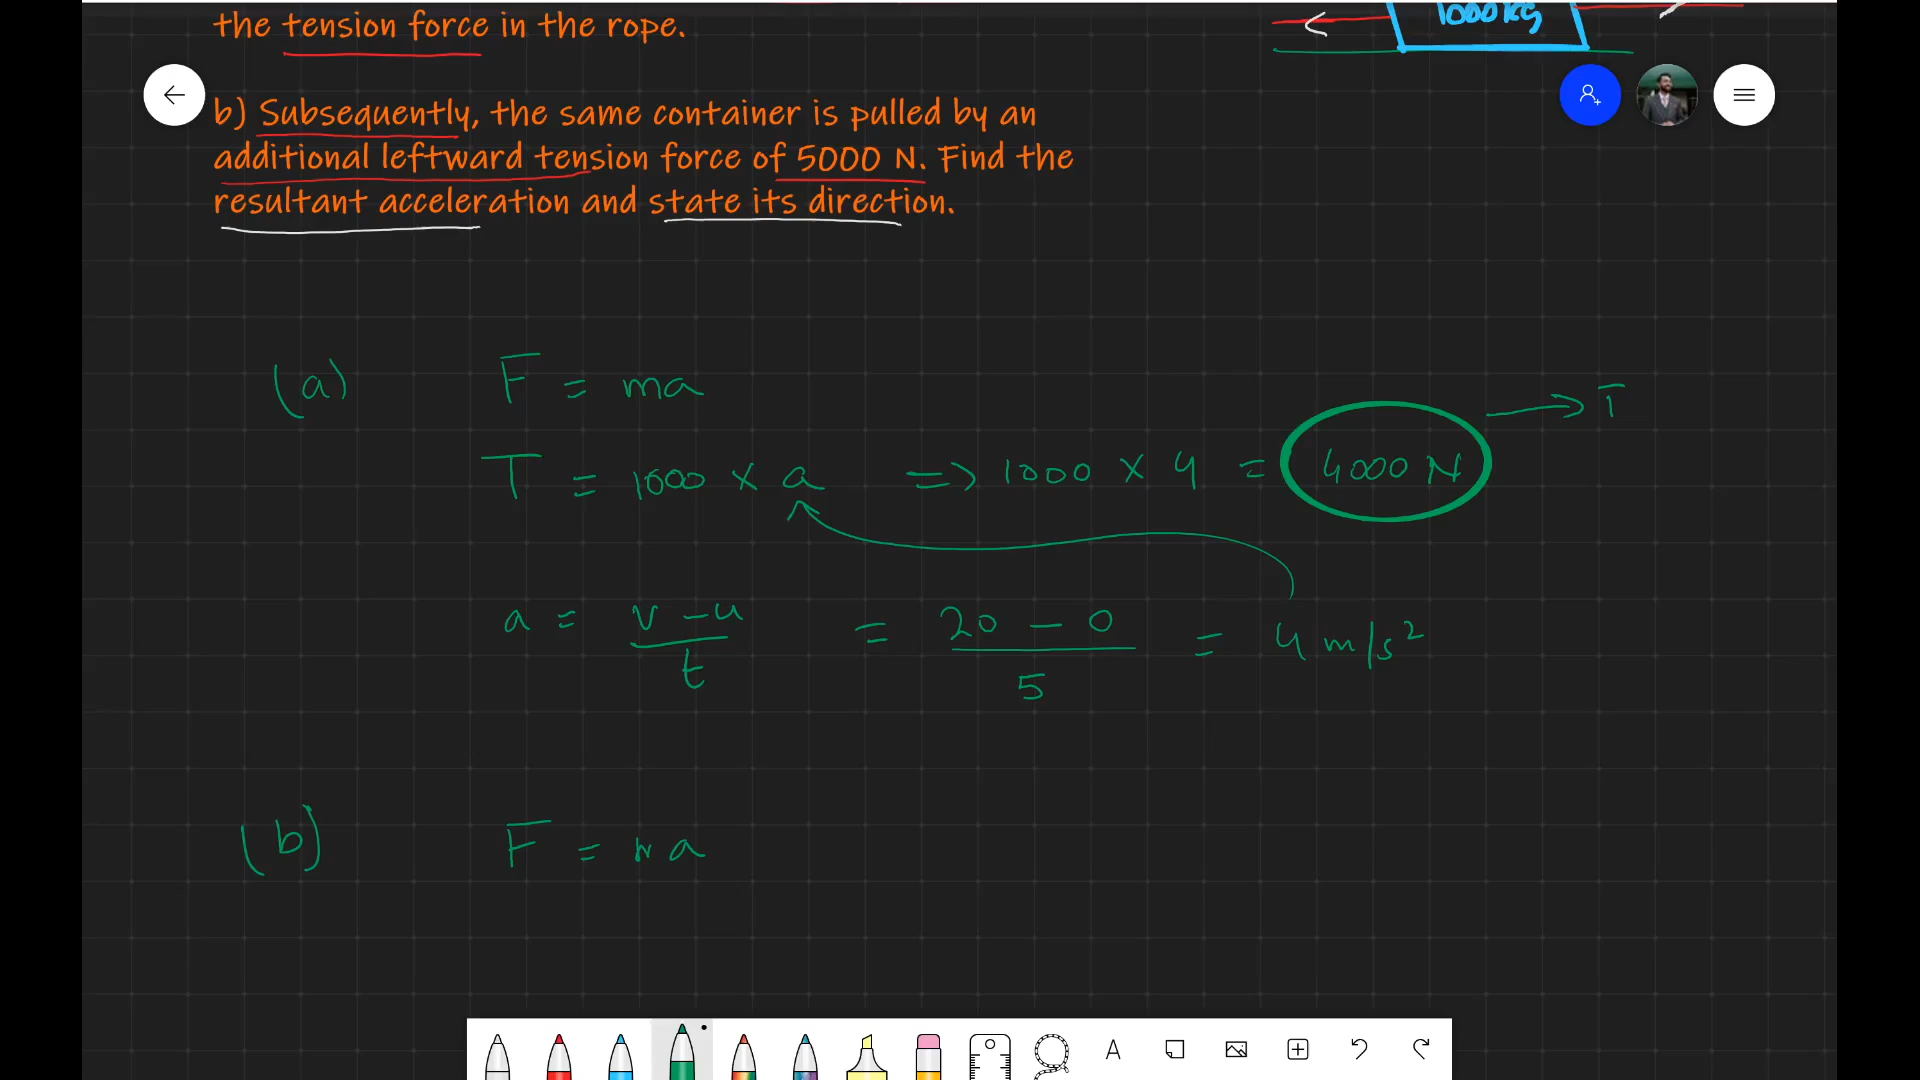 the tension force in the rope.
1000 kg
b) Subsequently, the same container is pulled by an
additional leftward tension force of 5000 N. Find the
resultant acceleration and state its direction.
(a) F = ma
T = 1000 × a => 1000 × 4 = 4000 N → T
a = v - u / t = 20 - 0 / 5 = 4 m/s²
(b) F = ma
A